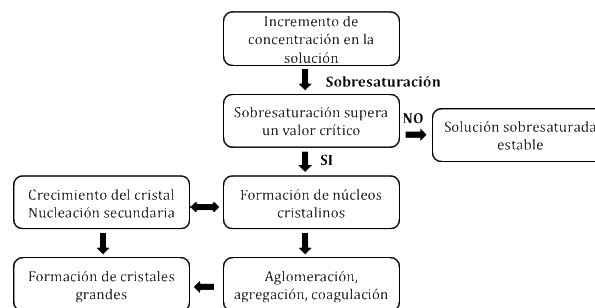 Incremento de
concentración en la
solución
Sobresaturación
Sobresaturación supera
un valor crítico
NO
Solución sobresaturada
estable
SI
Crecimiento del cristal
Nucleación secundaria
Formación de núcleos
cristalinos
Formación de cristales
grandes
Aglomeración,
agregación, coagulación